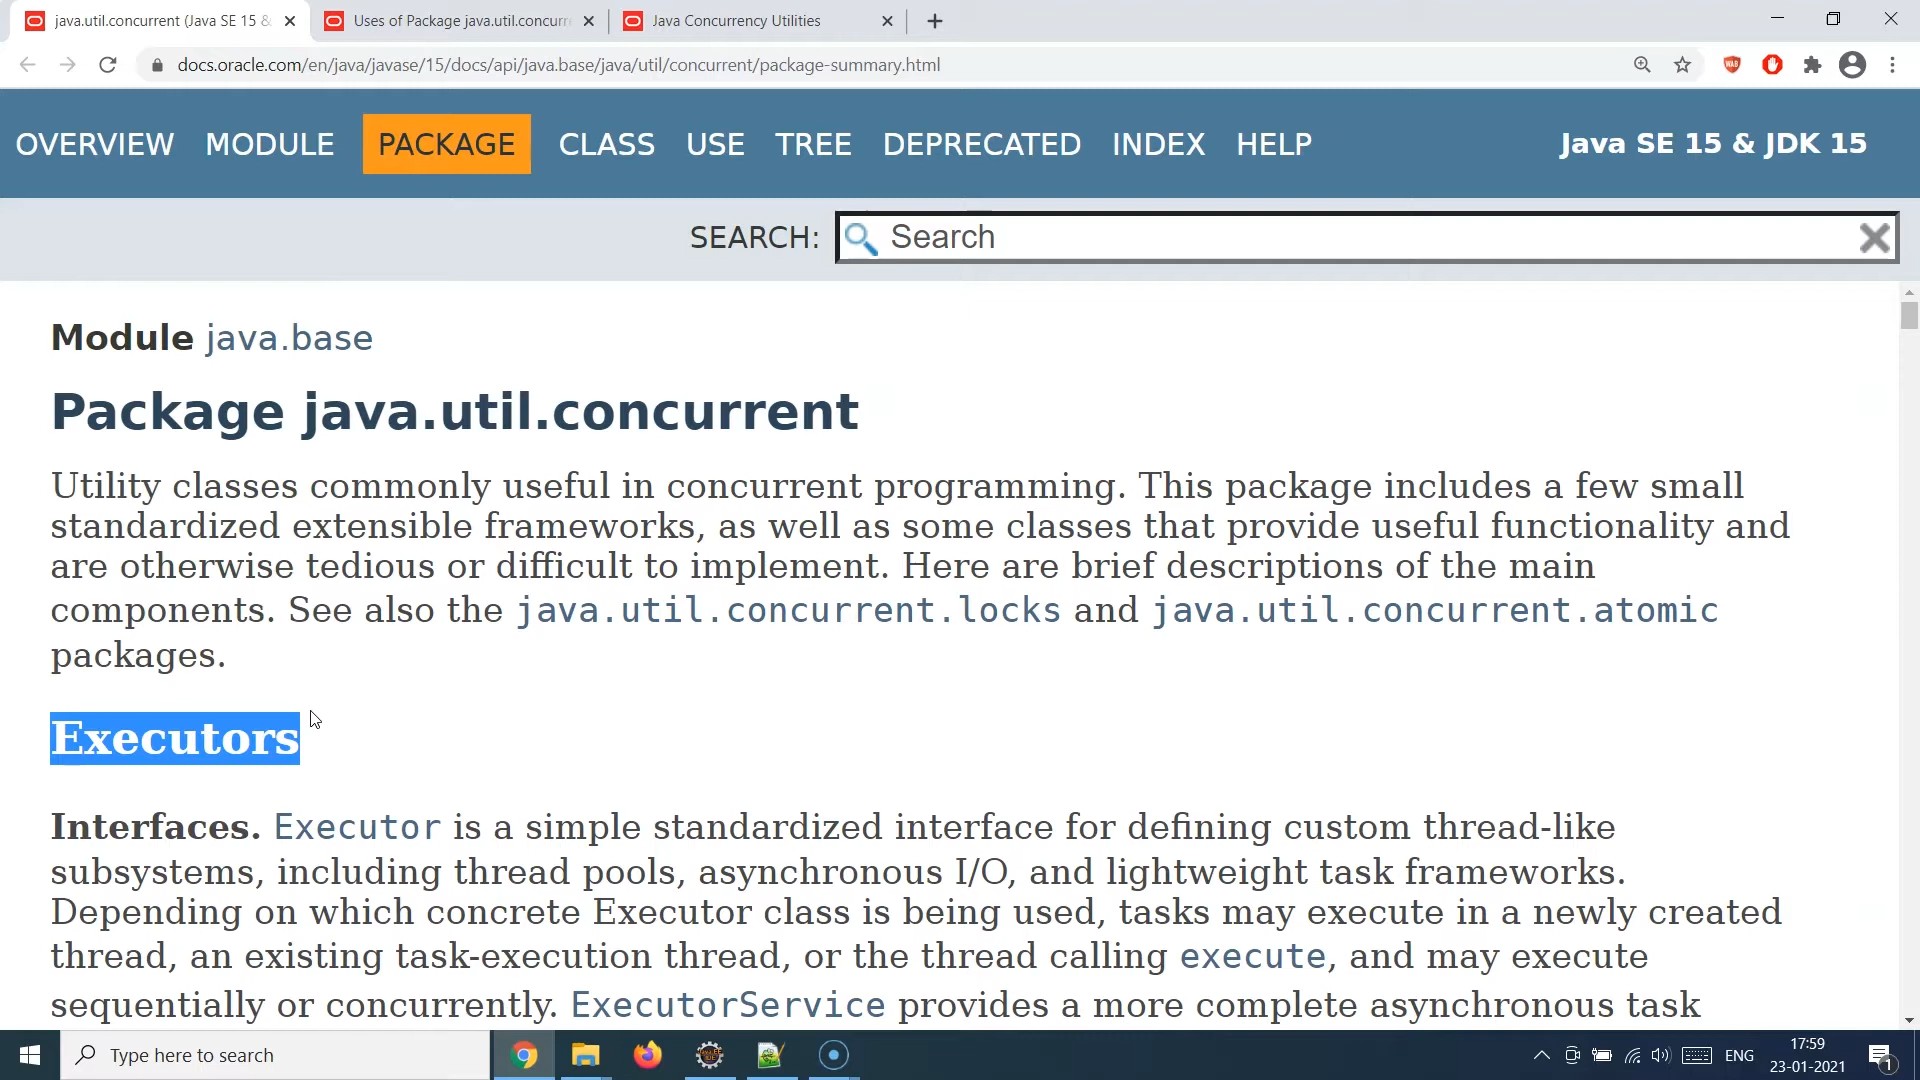 java.util.concurrent (Java SE 15 &
Uses of Package java.util.concurr
Java Concurrency Utilities
docs.oracle.com/en/java/javase/15/docs/api/java.base/java/util/concurrent/package-summary.html
OVERVIEW MODULE PACKAGE CLASS USE TREE DEPRECATED INDEX HELP
Java SE 15 & JDK 15
SEARCH: Search
Module java.base
Package java.util.concurrent
Utility classes commonly useful in concurrent programming. This package includes a few small
standardized extensible frameworks, as well as some classes that provide useful functionality and
are otherwise tedious or difficult to implement. Here are brief descriptions of the main
components. See also the java.util.concurrent.locks and java.util.concurrent.atomic
packages.
Executors
Interfaces. Executor is a simple standardized interface for defining custom thread-like
subsystems, including thread pools, asynchronous I/O, and lightweight task frameworks.
Depending on which concrete Executor class is being used, tasks may execute in a newly created
thread, an existing task-execution thread, or the thread calling execute, and may execute
sequentially or concurrently. ExecutorService provides a more complete asynchronous task
Type here to search
ENG
17:59
23-01-2021
1